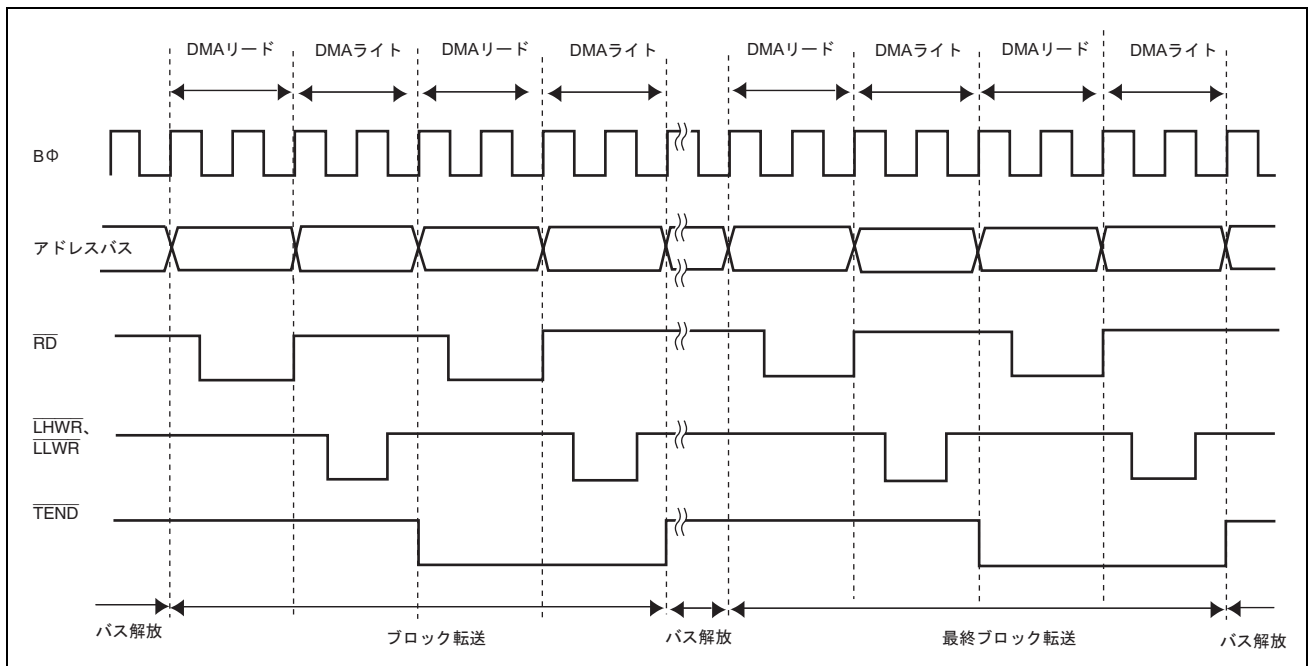 DMAリード DMAライト DMAリード DMAライト DMAリード DMAライト DMAリード DMAライト
BΦ
アドレスバス
RD
LHWR、
LLWR
TEND
バス解放 ブロック転送 バス解放 最終ブロック転送 バス解放